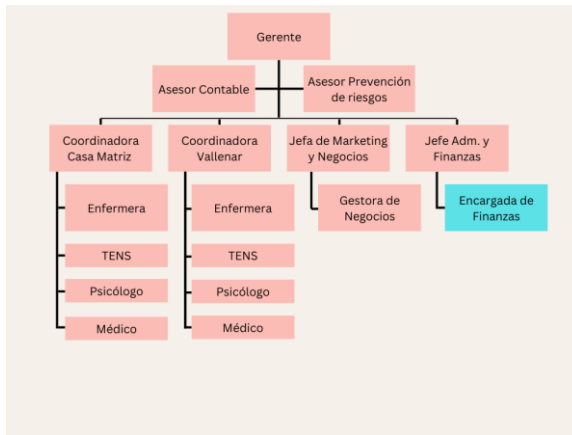 Gerente
Asesor Contable
Asesor Prevención
de riesgos
Coordinadora
Casa Matriz
Coordinadora
Vallenar
Jefa de Marketing
y Negocios
Jefe Adm. y
Finanzas
Enfermera
TENS
Psicólogo
Médico
Enfermera
TENS
Psicólogo
Médico
Gestora de
Negocios
Encargada de
Finanzas